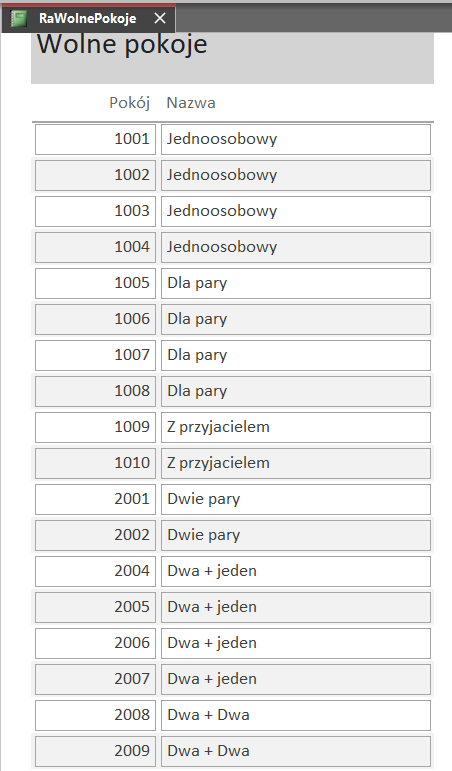 RaWolnePokoje
Wolne pokoje
Pokój Nazwa
1001 Jednoosobowy
1002 Jednoosobowy
1003 Jednoosobowy
1004 Jednoosobowy
1005 Dla pary
1006 Dla pary
1007 Dla pary
1008 Dla pary
1009 Z przyjacielem
1010 Z przyjacielem
2001 Dwie pary
2002 Dwie pary
2004 Dwa + jeden
2005 Dwa + jeden
2006 Dwa + jeden
2007 Dwa + jeden
2008 Dwa + Dwa
2009 Dwa + Dwa